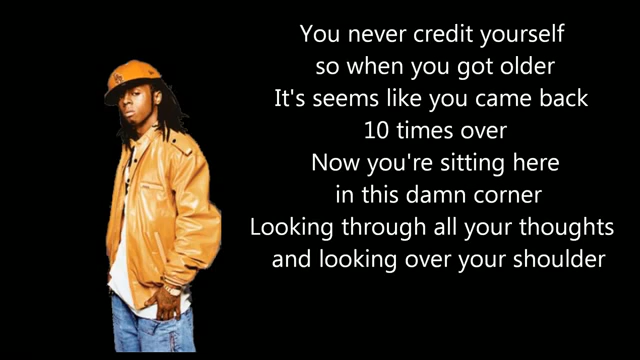 You never credit yourself
so when you got older
It's seems like you came back
10 times over
Now you're sitting here
in this damn corner
Looking through all your thoughts
and looking over your shoulder